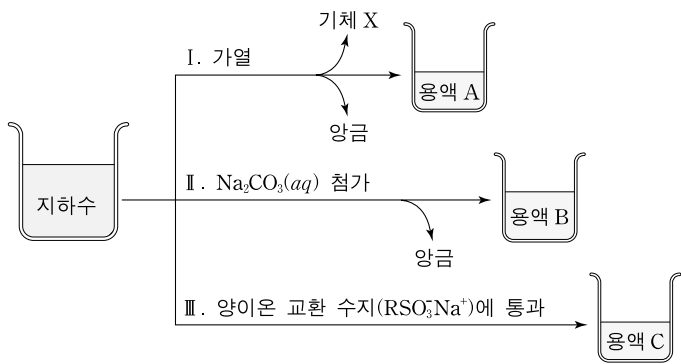 기체 X
Ⅰ. 가열
용액 A
앙금
지하수
Ⅱ. Na₂CO₃(aq) 첨가
용액 B
앙금
Ⅲ. 양이온 교환 수지(RSO₃⁻Na⁺)에 통과
용액 C